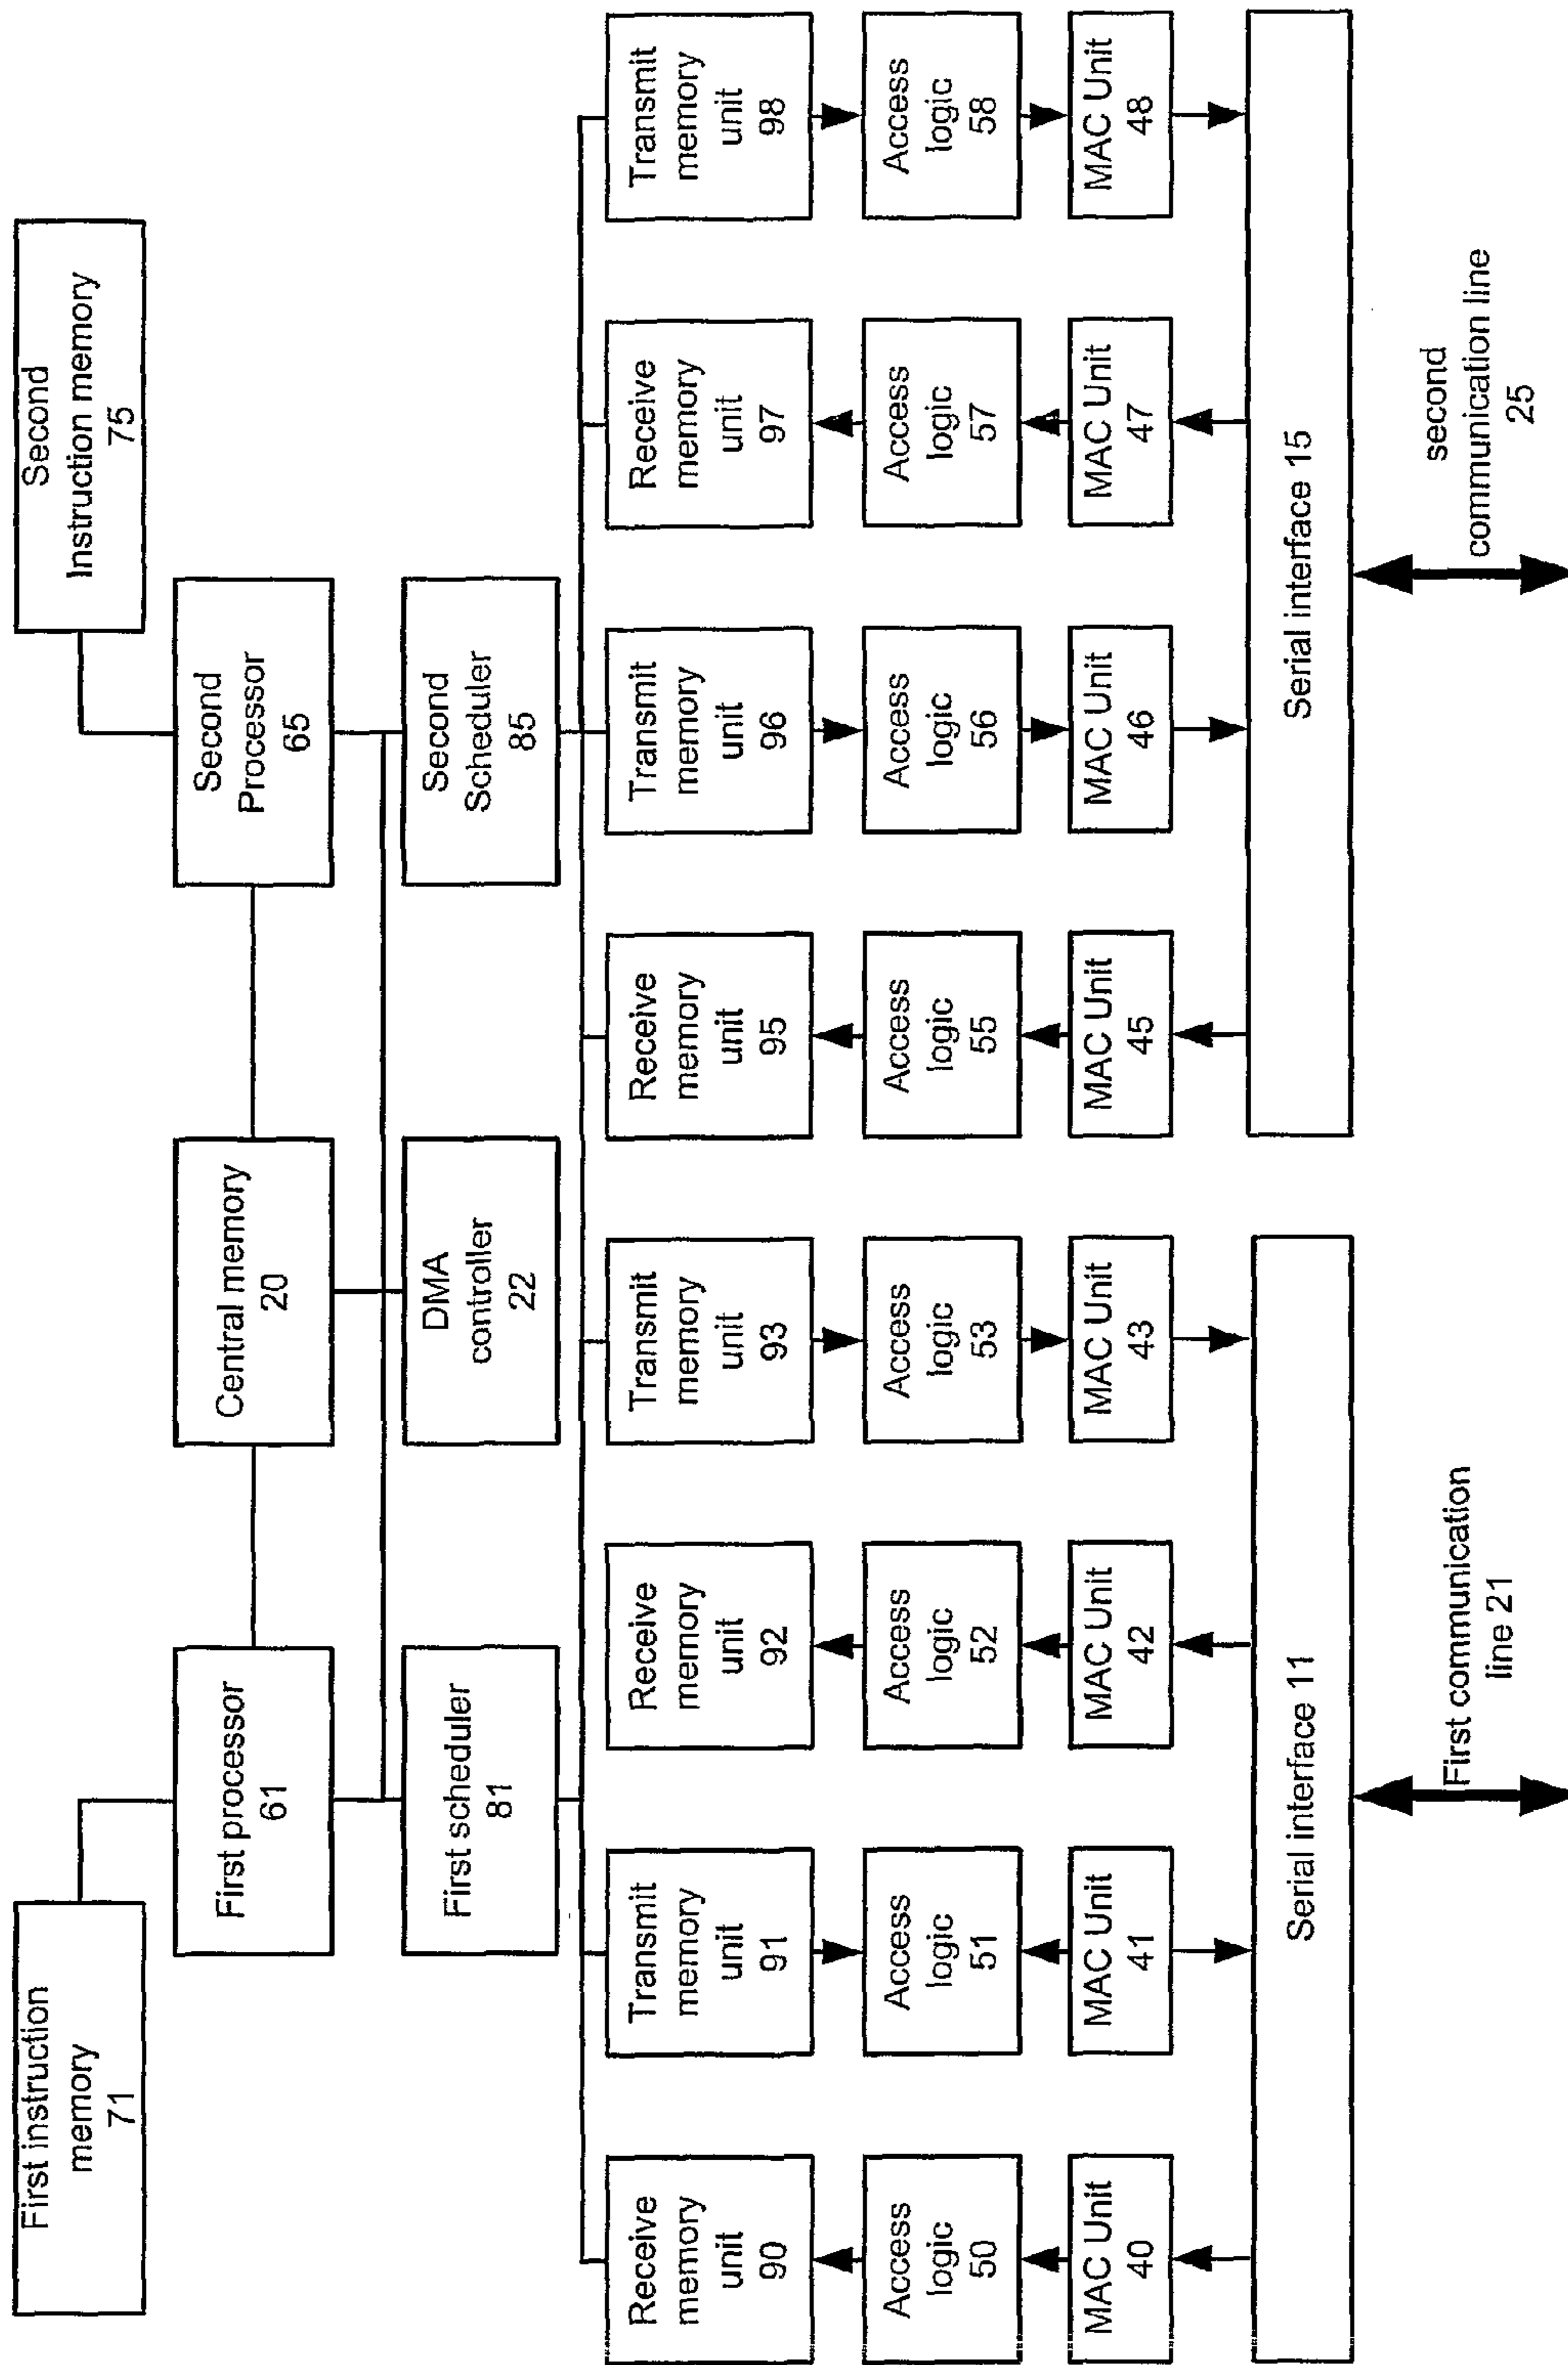 First instruction
memory
71
Second
Instruction memory
75
First processor
61
Central memory
20
Second
Processor
65
First scheduler
81
DMA
controller
22
Second
Scheduler
85
Receive
memory
unit
90
Transmit
memory
unit
91
Receive
memory
unit
92
Transmit
memory
unit
93
Receive
memory
unit
95
Transmit
memory
unit
96
Receive
memory
unit
97
Transmit
memory
unit
98
Access
logic
50
Access
logic
51
Access
logic
52
Access
logic
53
Access
logic
55
Access
logic
56
Access
logic
57
Access
logic
58
MAC Unit
40
MAC Unit
41
MAC Unit
42
MAC Unit
43
MAC Unit
45
MAC Unit
46
MAC Unit
47
MAC Unit
48
Serial interface 11
Serial interface 15
First communication
line 21
second
communication line
25